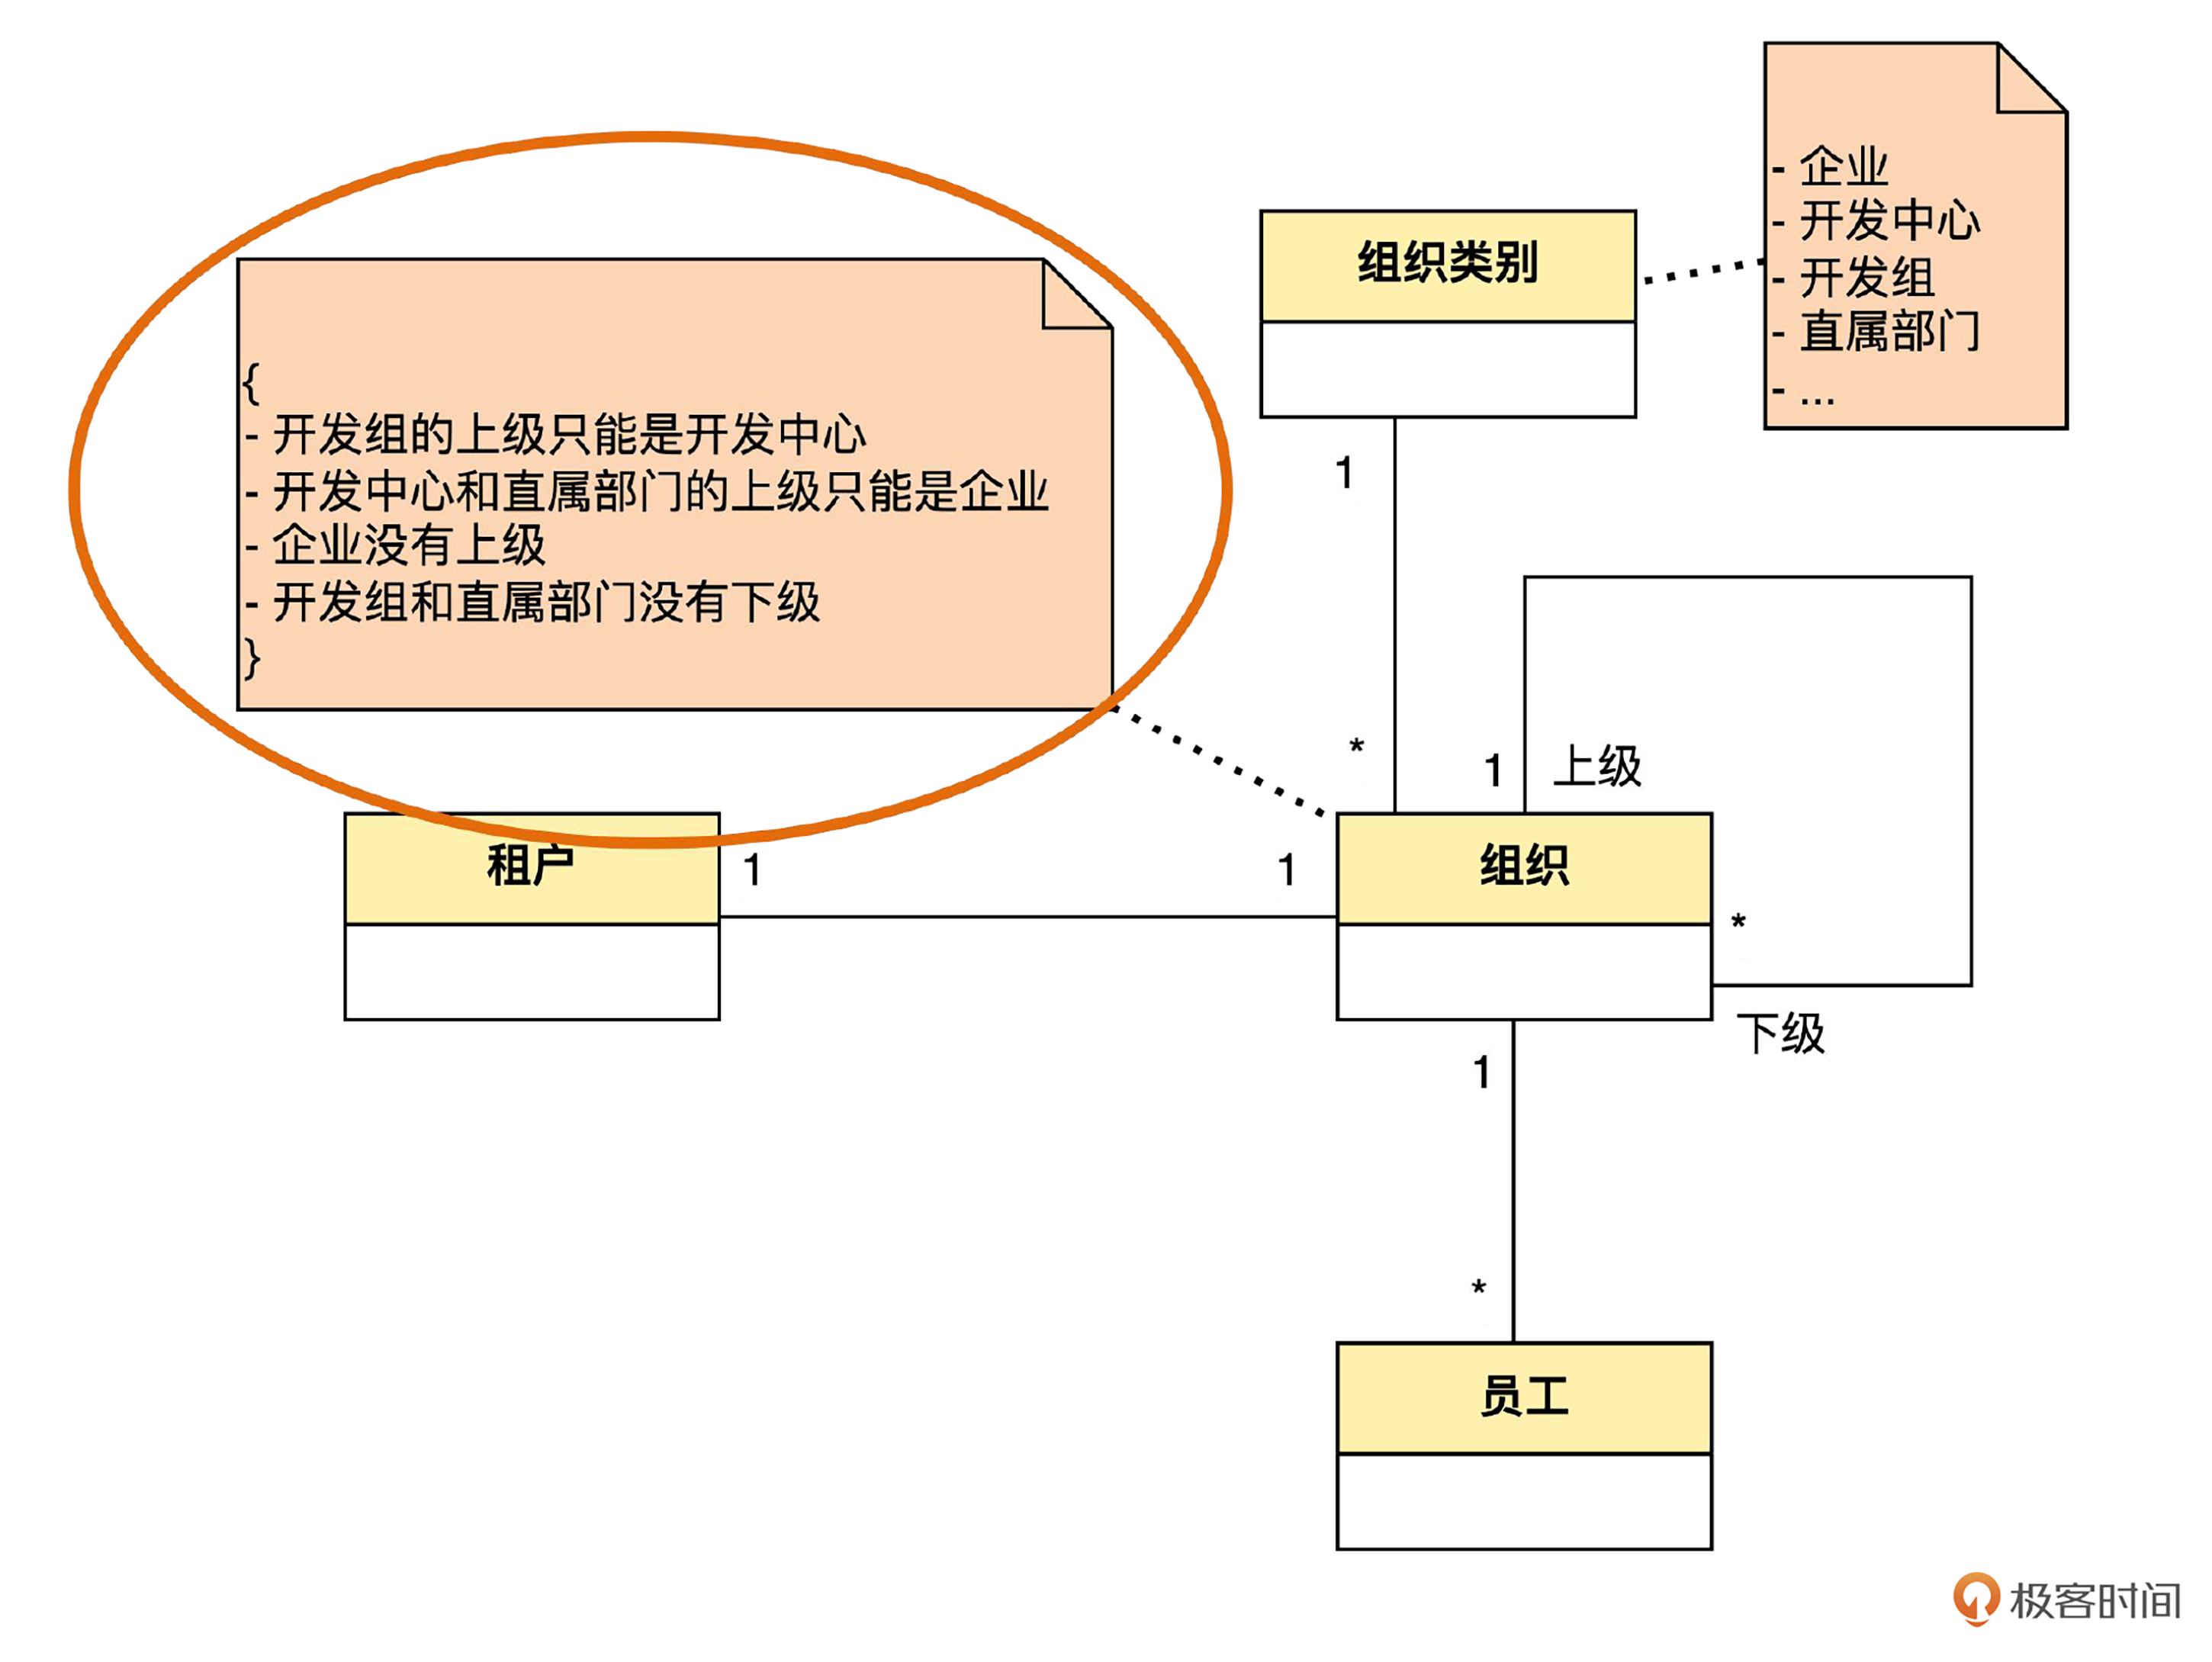 - 企业
- 开发中心
- 开发组
- 直属部门
- ...
组织类别
{
- 开发组的上级只能是开发中心
- 开发中心和直属部门的上级只能是企业
- 企业没有上级
- 开发组和直属部门没有下级
}
1
*
1
上级
租户
1
1
组织
*
下级
1
*
员工
极客时间